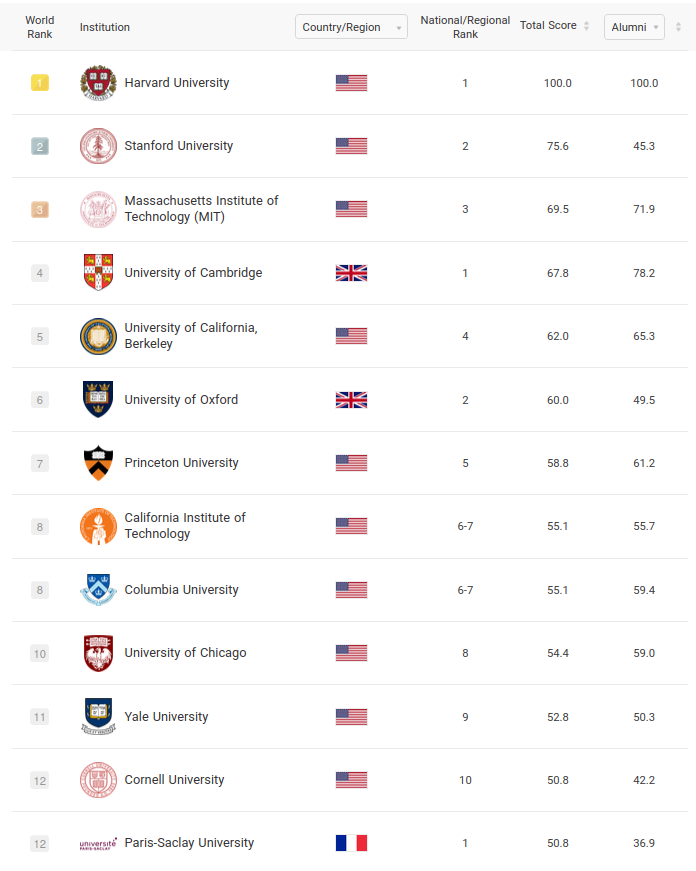 World Rank Institution Country/Region National/Regional Rank Total Score Alumni
1 Harvard University 1 100.0 100.0
2 Stanford University 2 75.6 45.3
3 Massachusetts Institute of Technology (MIT) 3 69.5 71.9
4 University of Cambridge 1 67.8 78.2
5 University of California, Berkeley 4 62.0 65.3
6 University of Oxford 2 60.0 49.5
7 Princeton University 5 58.8 61.2
8 California Institute of Technology 6-7 55.1 55.7
8 Columbia University 6-7 55.1 59.4
10 University of Chicago 8 54.4 59.0
11 Yale University 9 52.8 50.3
12 Cornell University 10 50.8 42.2
12 université PARIS-SACLAY Paris-Saclay University 1 50.8 36.9